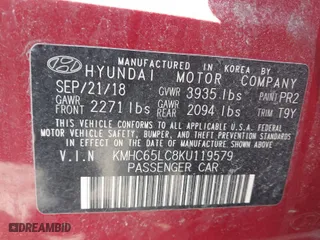 MANUFACTURED IN KOREA BY
HYUNDAI MOTOR COMPANY
SEP/21/18 GVWR 3935 lbs PAINT PR2
GAWR FRONT 2271 lbs GAWR REAR 2094 lbs TRIM T9Y
THIS VEHICLE CONFORMS TO ALL APPLICABLE U.S. FEDERAL MOTOR VEHICLE SAFETY, BUMPER, AND THEFT PREVENTION STANDARDS IN EFFECT ON THE DATE OF MANUFACTURE SHOWN ABOVE.
V.I.N KMHC65LC8KU119579
PASSENGER CAR
DREAMBID.COM